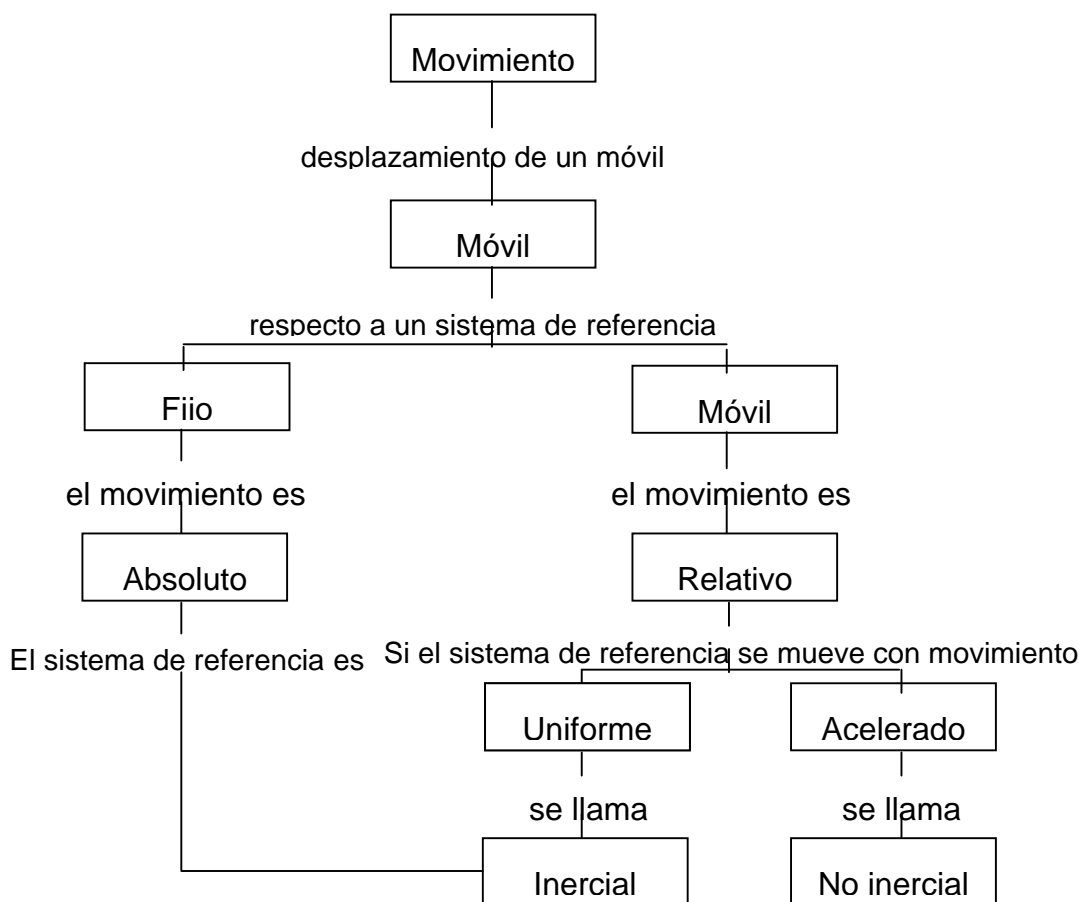 Movimiento
desplazamiento de un móvil
Móvil
respecto a un sistema de referencia
Fijo
Móvil
el movimiento es
el movimiento es
Absoluto
Relativo
El sistema de referencia es
Si el sistema de referencia se mueve con movimiento
Uniforme
Acelerado
se llama
se llama
Inercial
No inercial